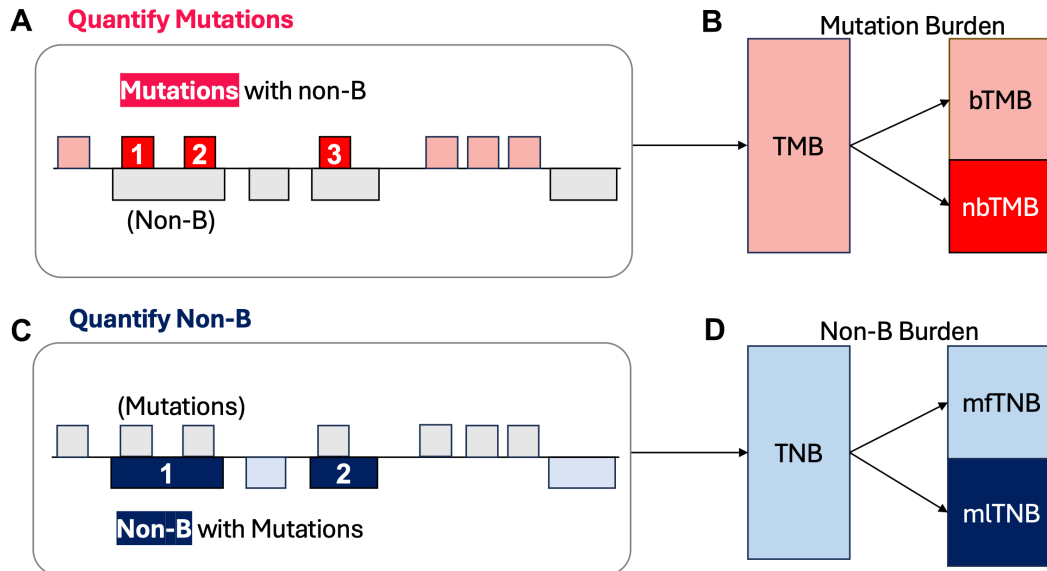 A
Quantify Mutations
Mutations with non-B
1
2
3
(Non-B)
B
Mutation Burden
TMB
bTMB
nbTMB
C
Quantify Non-B
(Mutations)
1
2
Non-B with Mutations
D
Non-B Burden
TNB
mfTNB
mlTNB